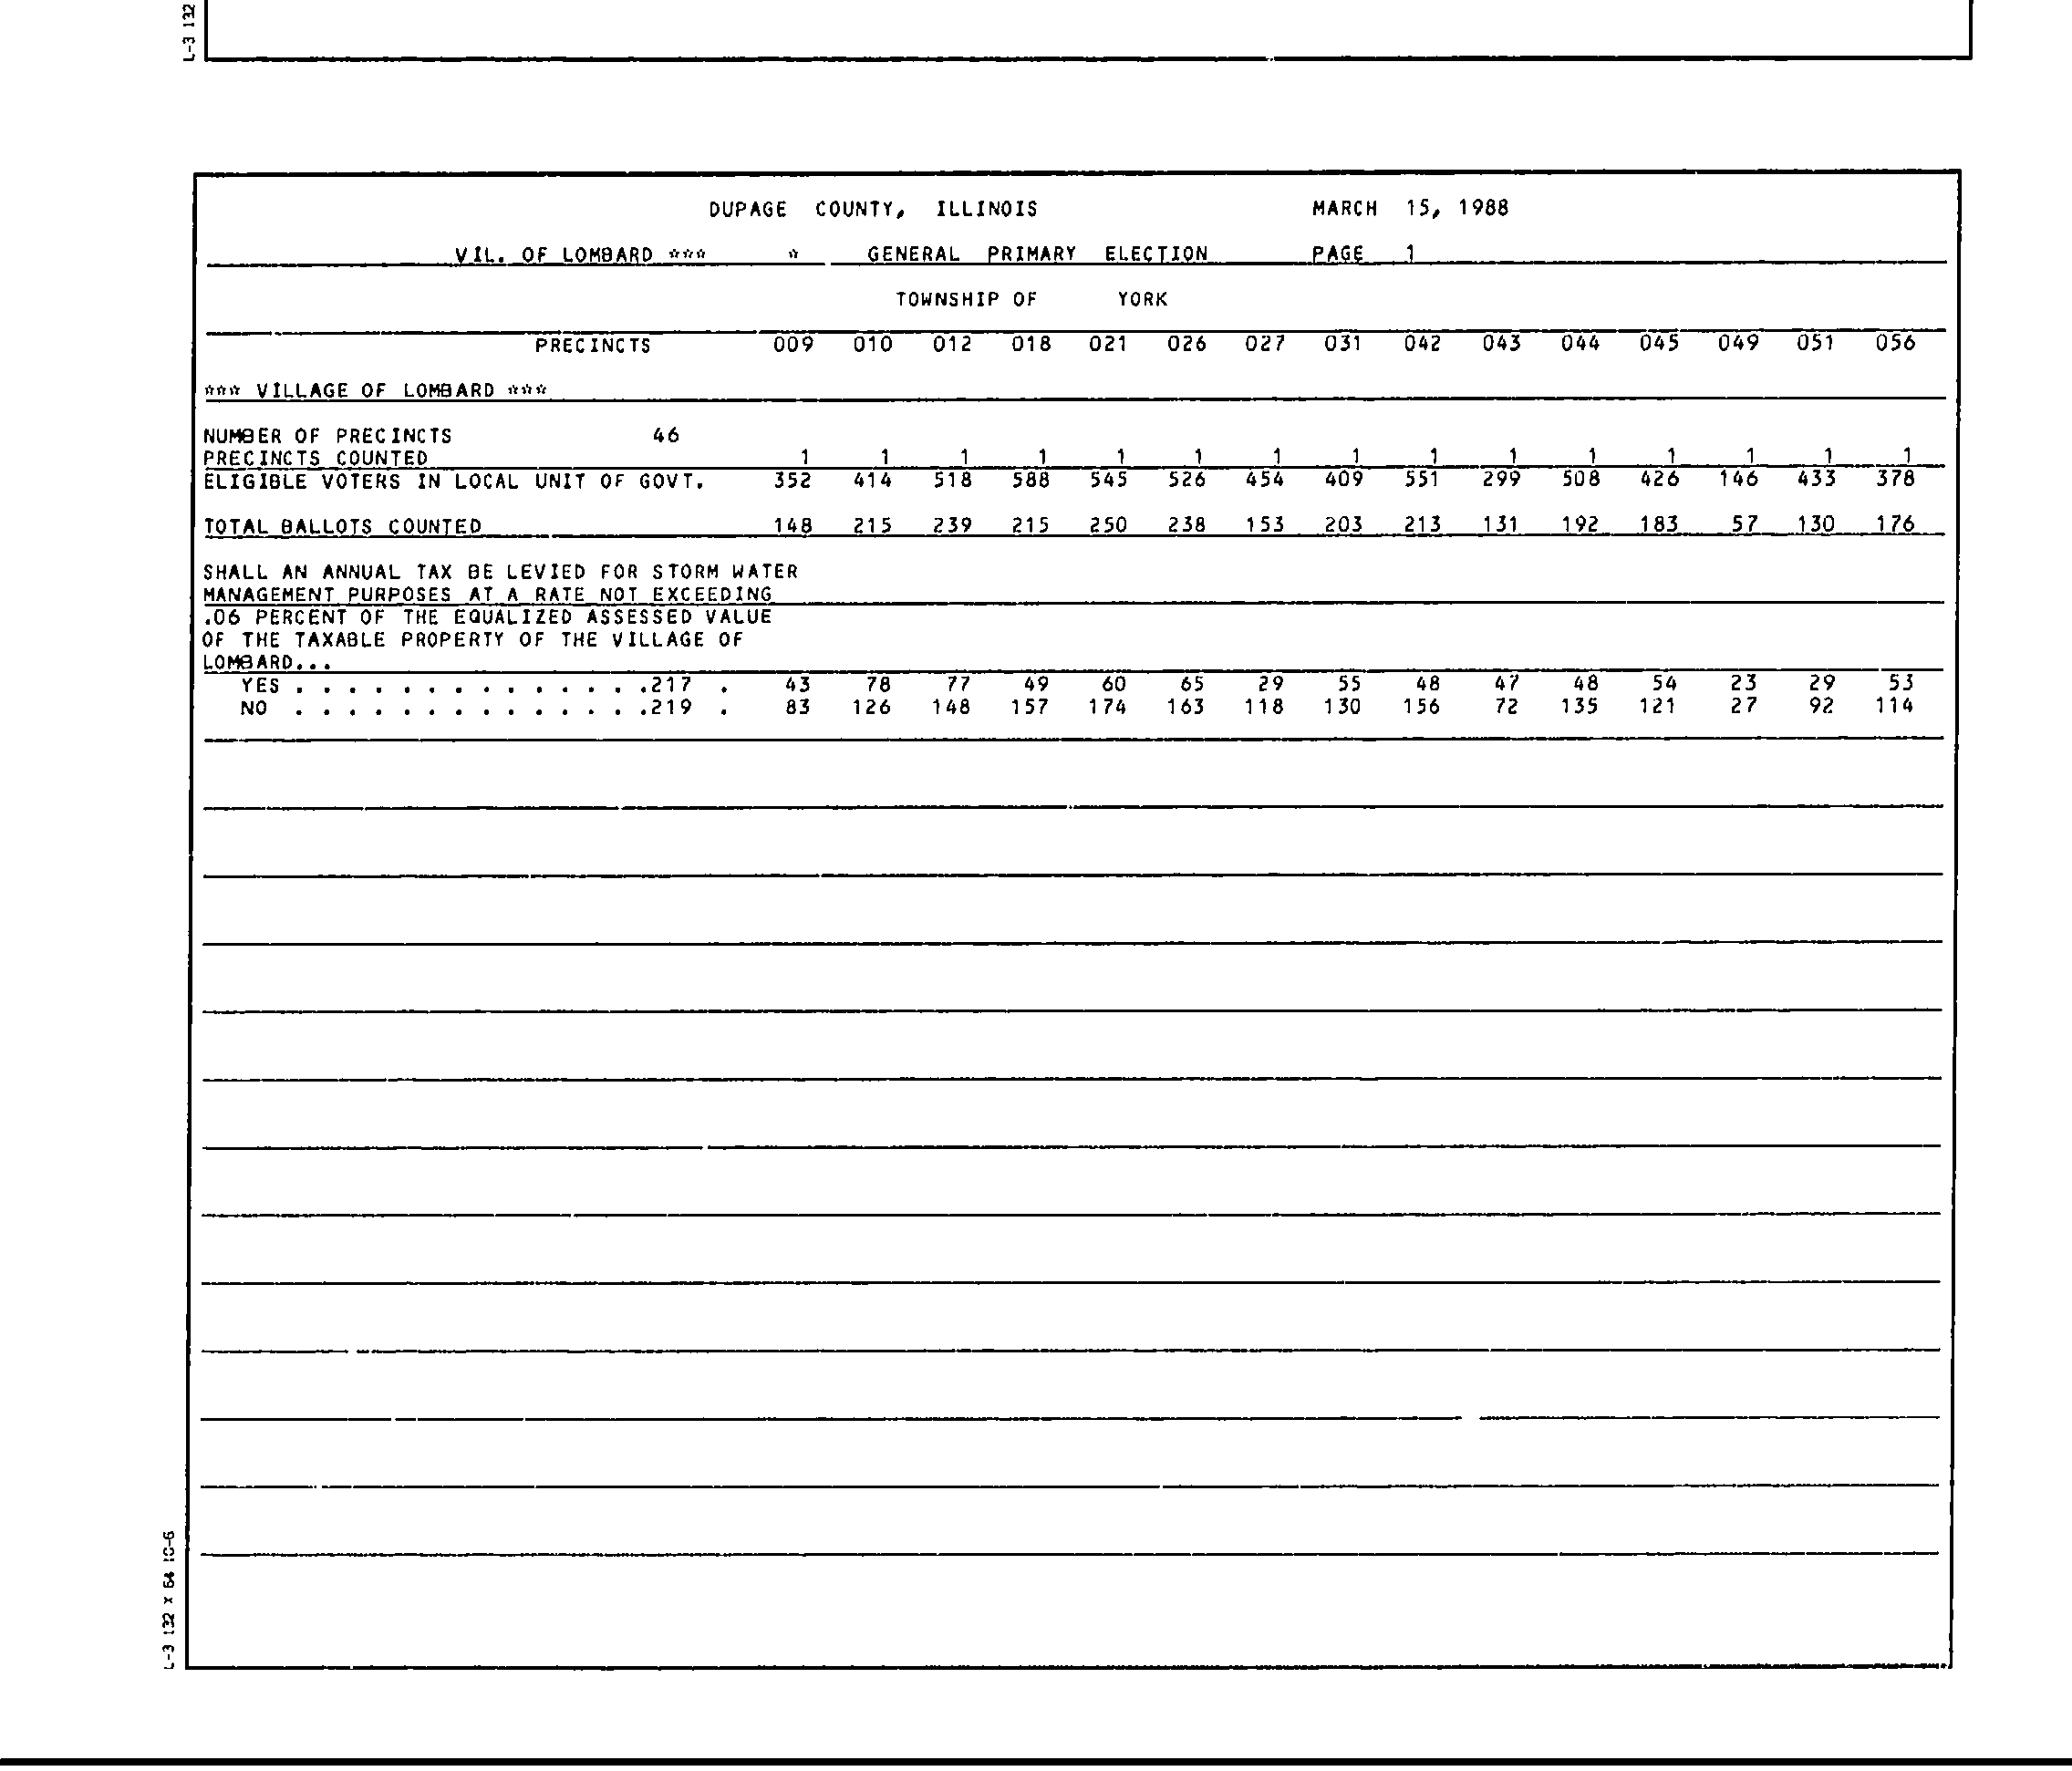 L-3 132
DUPAGE COUNTY, ILLINOIS MARCH 15, 1988
VIL. OF LOMBARD *** * GENERAL PRIMARY ELECTION PAGE 1
TOWNSHIP OF YORK
PRECINCTS 009 010 012 018 021 026 027 031 042 043 044 045 049 051 056
*** VILLAGE OF LOMBARD ***
NUMBER OF PRECINCTS 46
PRECINCTS COUNTED 1 1 1 1 1 1 1 1 1 1 1 1 1 1 1
ELIGIBLE VOTERS IN LOCAL UNIT OF GOVT. 352 414 518 588 545 526 454 409 551 299 508 426 146 433 378
TOTAL BALLOTS COUNTED 148 215 239 215 250 238 153 203 213 131 192 183 57 130 176
SHALL AN ANNUAL TAX BE LEVIED FOR STORM WATER
MANAGEMENT PURPOSES AT A RATE NOT EXCEEDING
.06 PERCENT OF THE EQUALIZED ASSESSED VALUE
OF THE TAXABLE PROPERTY OF THE VILLAGE OF
LOMBARD...
YES . . . . . . . . . . . . . .217 . 43 78 77 49 60 65 29 55 48 47 48 54 23 29 53
NO . . . . . . . . . . . . . .219 . 83 126 148 157 174 163 118 130 156 72 135 121 27 92 114
L-3 132 x 64 10-6